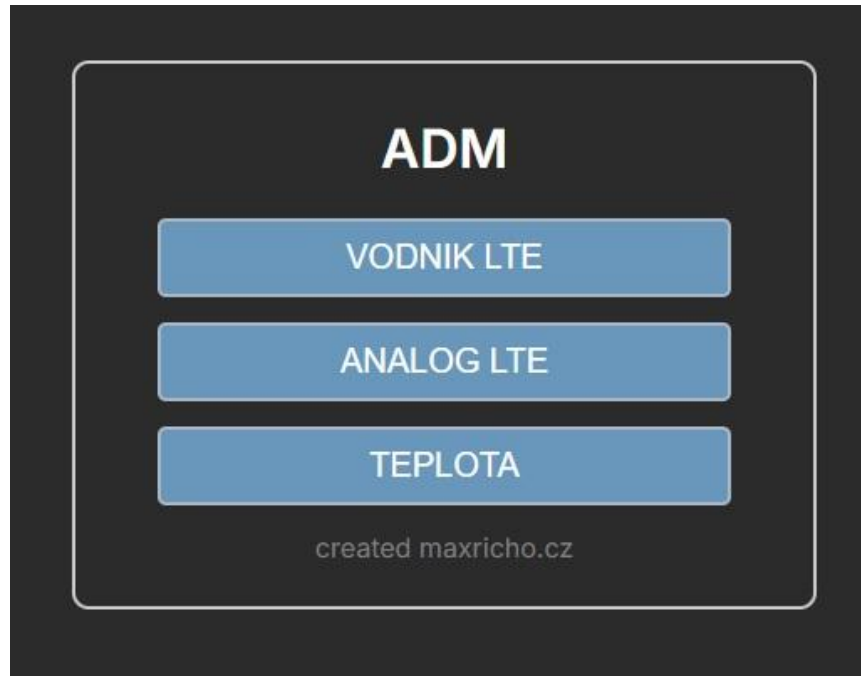 ADM
VODNIK LTE
ANALOG LTE
TEPLOTA
created maxricho.cz